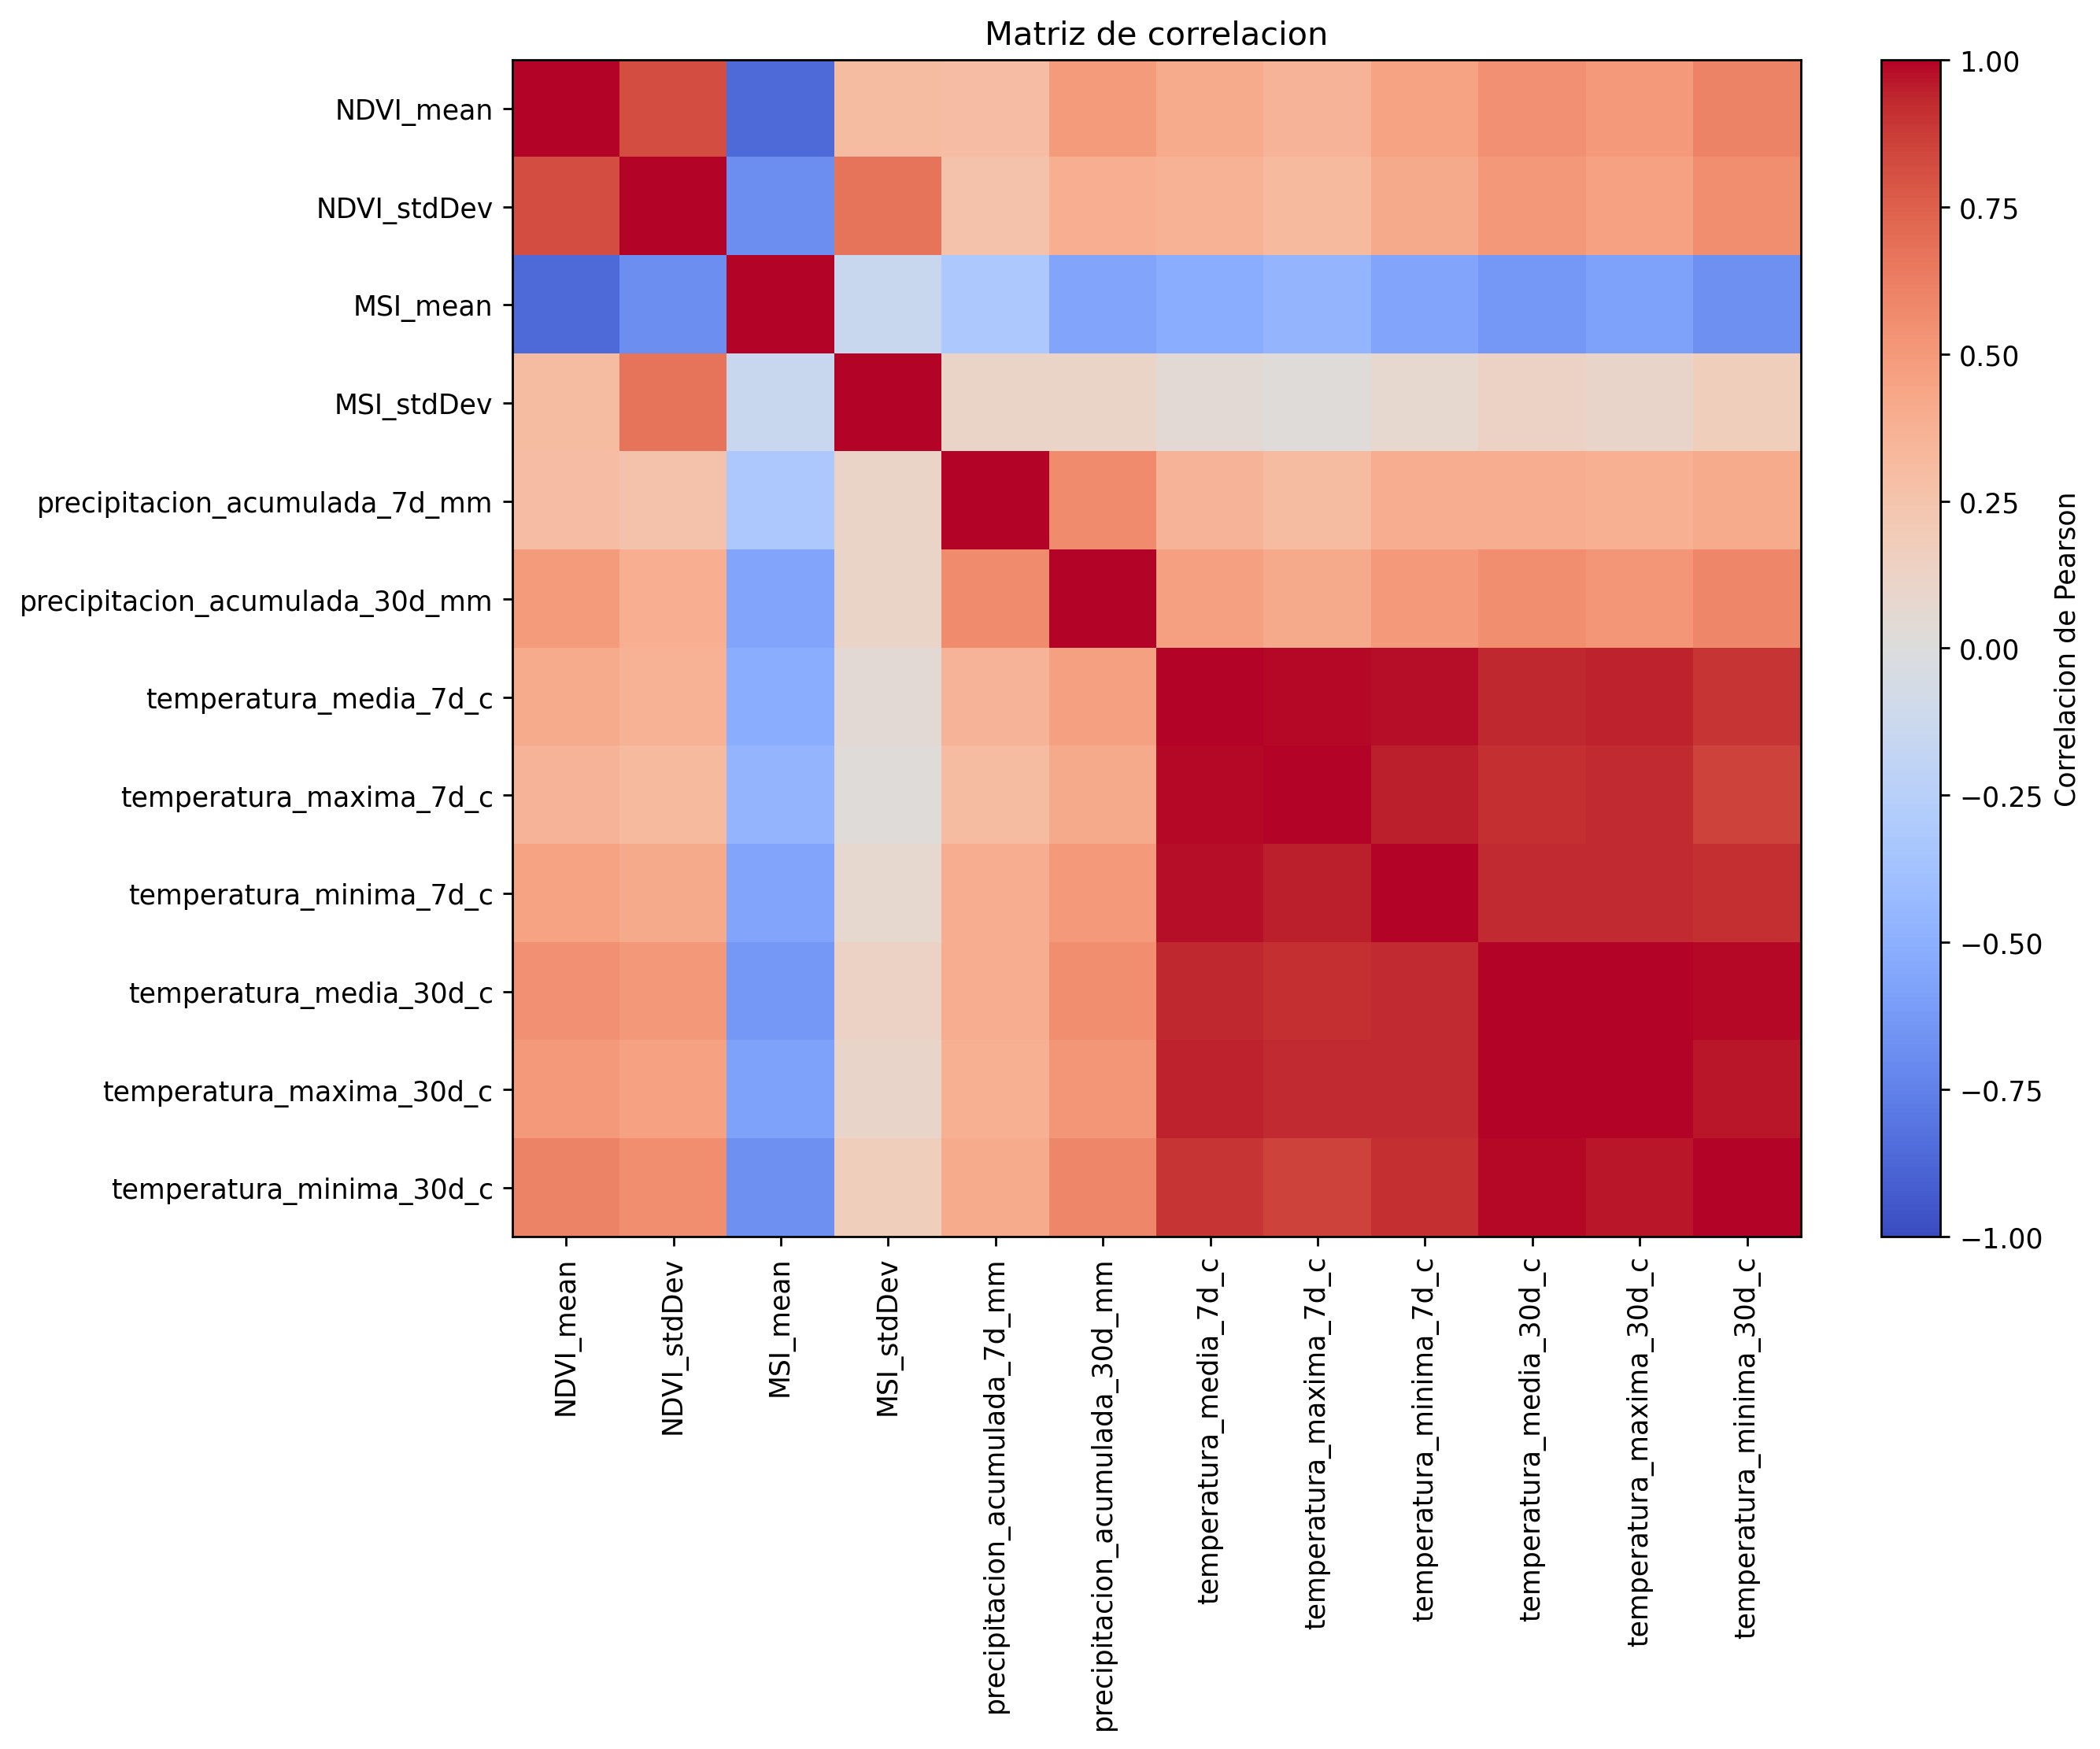 Matriz de correlacion
NDVI_mean
NDVI_stdDev
MSI_mean
MSI_stdDev
precipitacion_acumulada_7d_mm
precipitacion_acumulada_30d_mm
temperatura_media_7d_c
temperatura_maxima_7d_c
temperatura_minima_7d_c
temperatura_media_30d_c
temperatura_maxima_30d_c
temperatura_minima_30d_c
NDVI_mean
NDVI_stdDev
MSI_mean
MSI_stdDev
precipitacion_acumulada_7d_mm
precipitacion_acumulada_30d_mm
temperatura_media_7d_c
temperatura_maxima_7d_c
temperatura_minima_7d_c
temperatura_media_30d_c
temperatura_maxima_30d_c
temperatura_minima_30d_c
1.00
0.75
0.50
0.25
0.00
−0.25
−0.50
−0.75
−1.00
Correlacion de Pearson